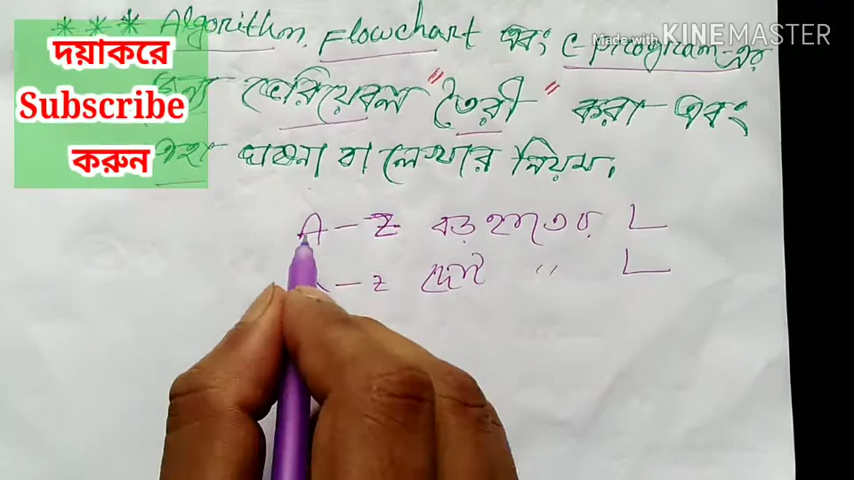 *** Algorithm, Flowchart এবং C-program-এর
জন্য ভেরিয়েবল "তৈরী" করা এবং
ঘোষনা বা লেখার নিয়ম।
A-Z বড় হাতের L
-z ছোট " L
দয়াকরে
Subscribe
করুন
Made with KINEMASTER